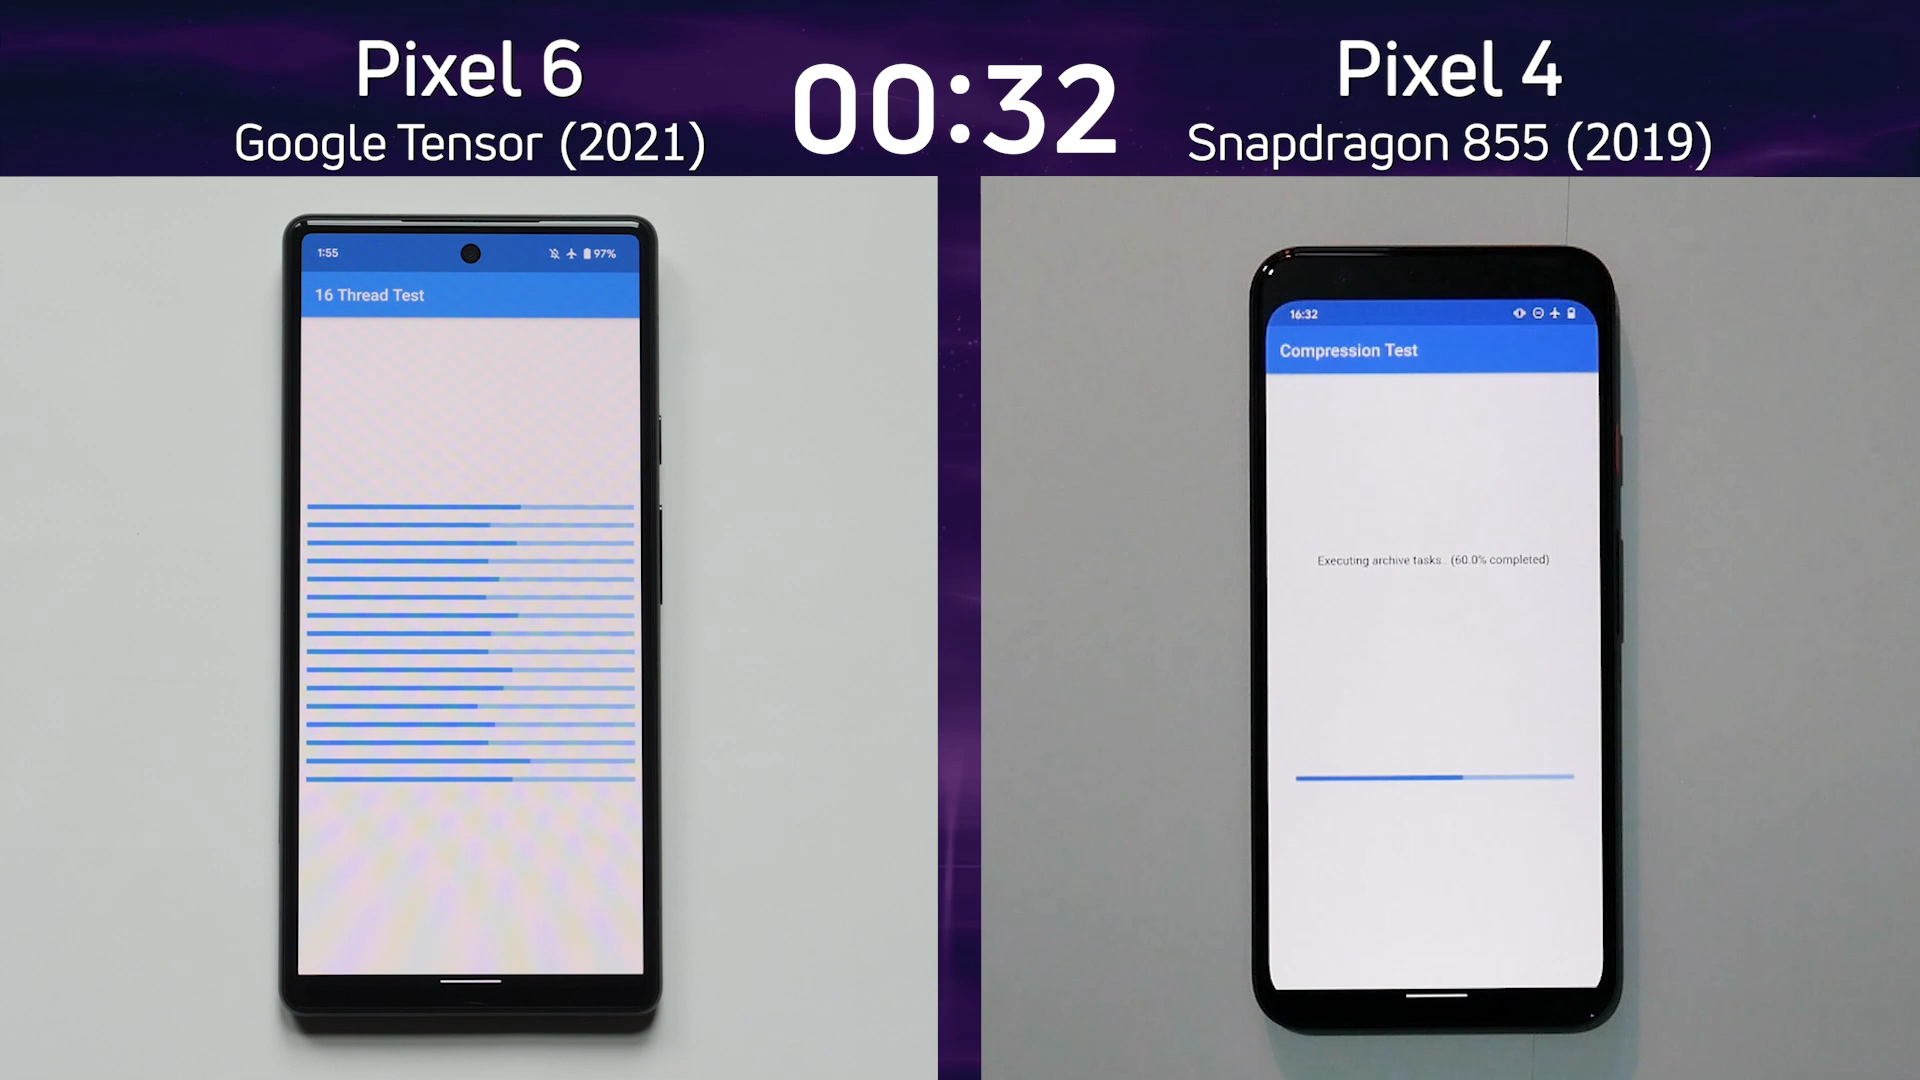 Pixel 6
Google Tensor (2021)
00:32
Pixel 4
Snapdragon 855 (2019)
1:55
97%
16 Thread Test
16:32
Compression Test
Executing archive tasks.. (60.0% completed)